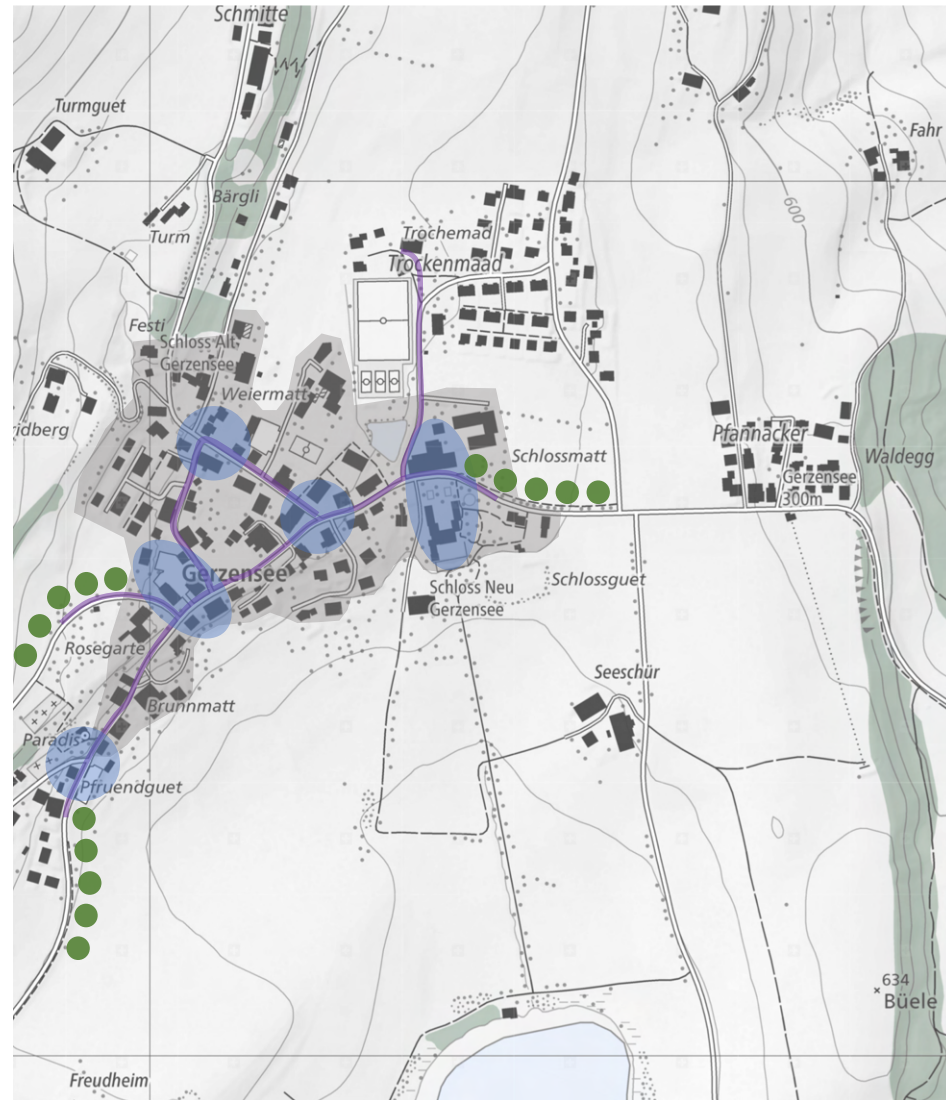 Schmitte
Turmguet
Fahr
Bärgli
600
Turm
Trochemad
Trockenmaad
Festi
Schloss Alt
Gerzensee
Weiermatt
ridberg
Pfannacker
Schlossmatt
Waldegg
Gerzensee
300m
Gerzensee
Schlossguet
Schloss Neu
Gerzensee
Rosegarte
Seeschür
Brunnmatt
Paradis
Pfruendguet
634
Büele
Freudheim